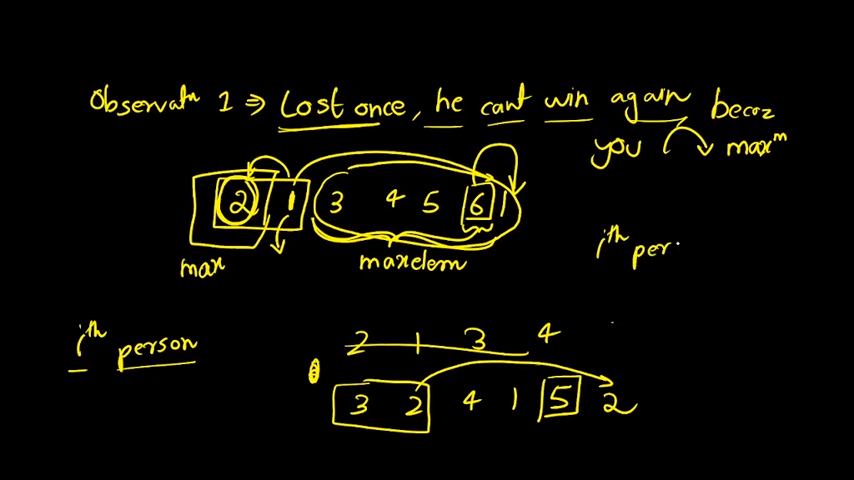 Observatn 1 ⇒ Lost once, he cant win again becoz
you maxᵐ
2 1 3 4 5 6 1
max maxelem
iᵗʰ per
iᵗʰ person
2 1 3 4
3 2 4 1 5 2